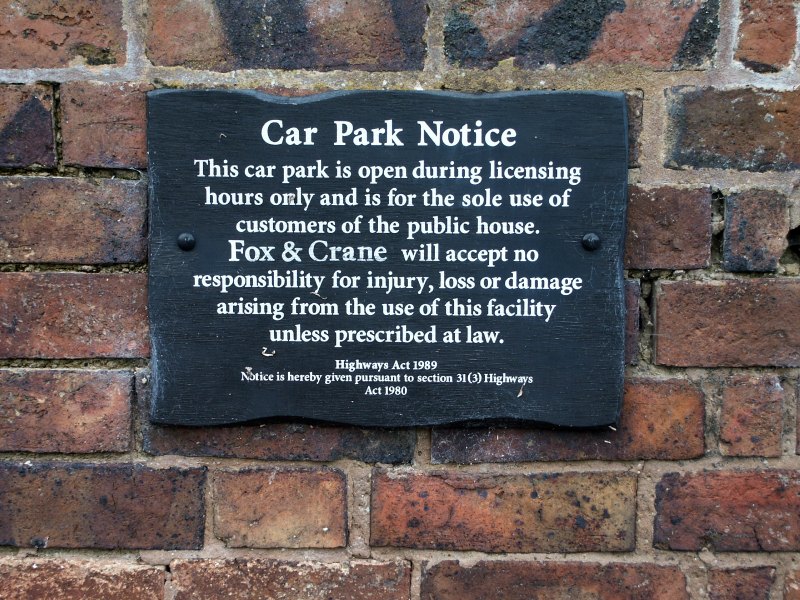 Car Park Notice
This car park is open during licensing
hours only and is for the sole use of
customers of the public house.
Fox & Crane will accept no
responsibility for injury, loss or damage
arising from the use of this facility
unless prescribed at law.
Highways Act 1989
Notice is hereby given pursuant to section 31(3) Highways
Act 1980